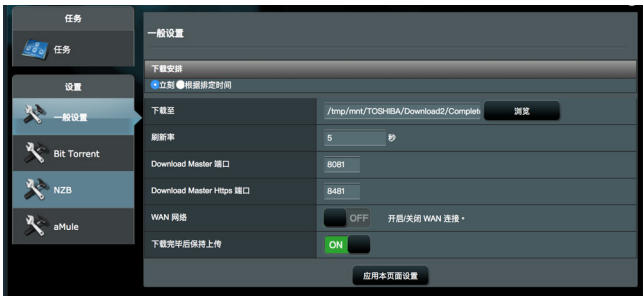 任务
任务
设置
一般设置
Bit Torrent
NZB
aMule
一般设置
下载安排
立刻 根据排定时间
下载至 /tmp/mnt/TOSHIBA/Download2/Complet 浏览
刷新率 5 秒
Download Master 端口 8081
Download Master Https 端口 8481
WAN 网络 OFF 开启/关闭 WAN 连接。
下载完毕后保持上传 ON
应用本页面设置